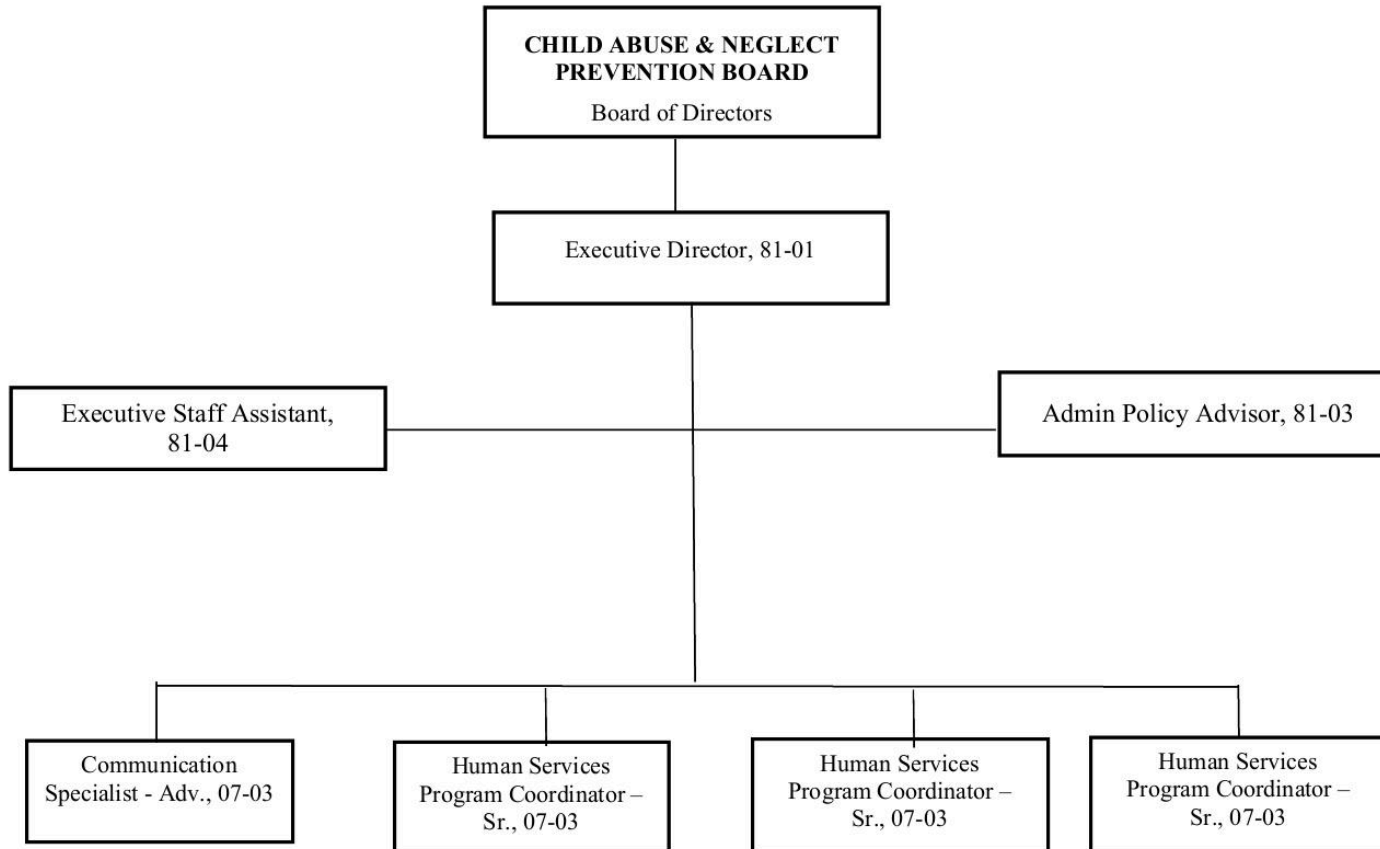 CHILD ABUSE & NEGLECT
PREVENTION BOARD
Board of Directors
Executive Director, 81-01
Executive Staff Assistant,
81-04
Admin Policy Advisor, 81-03
Communication
Specialist - Adv., 07-03
Human Services
Program Coordinator –
Sr., 07-03
Human Services
Program Coordinator –
Sr., 07-03
Human Services
Program Coordinator –
Sr., 07-03